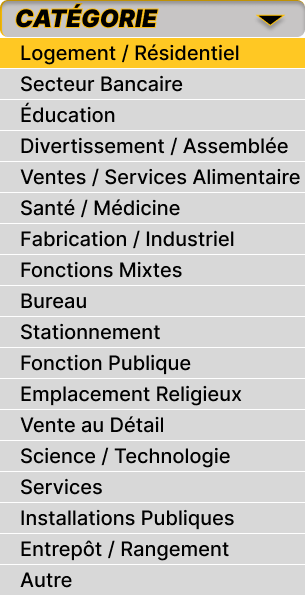 CATÉGORIE
Logement / Résidentiel
Secteur Bancaire
Éducation
Divertissement / Assemblée
Ventes / Services Alimentaire
Santé / Médicine
Fabrication / Industriel
Fonctions Mixtes
Bureau
Stationnement
Fonction Publique
Emplacement Religieux
Vente au Détail
Science / Technologie
Services
Installations Publiques
Entrepôt / Rangement
Autre